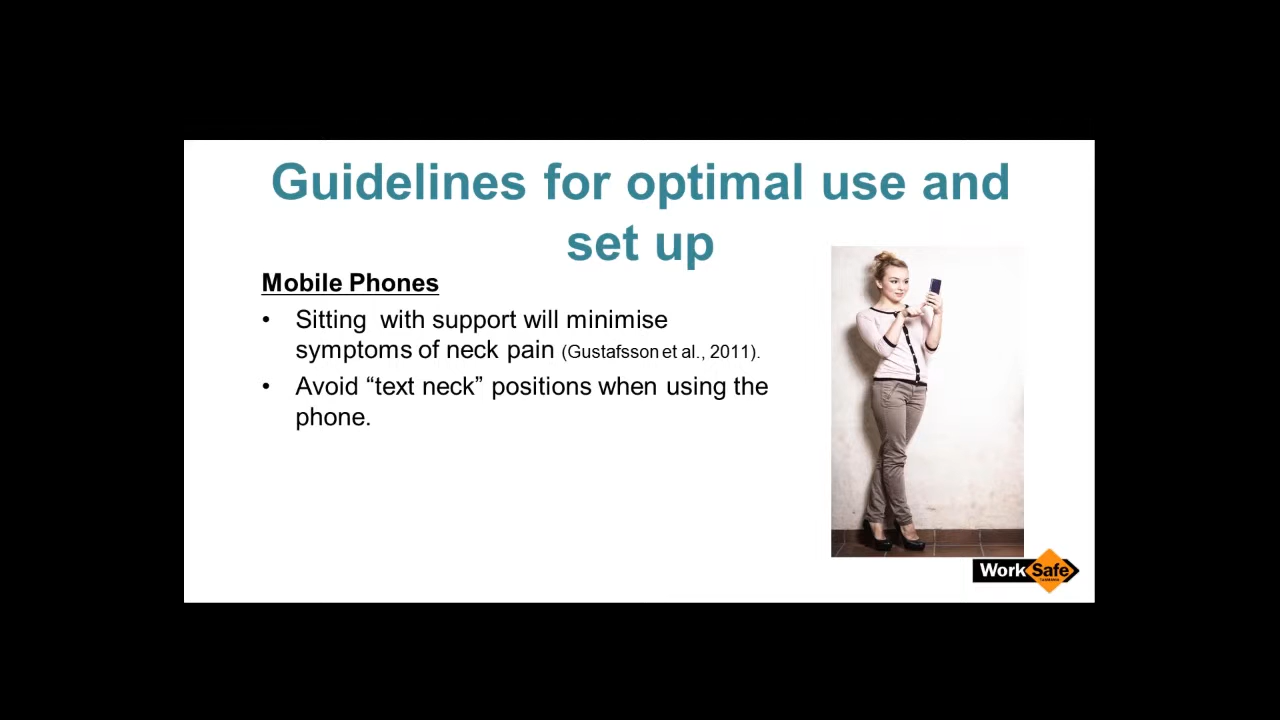 Guidelines for optimal use and
set up
Mobile Phones
• Sitting with support will minimise
symptoms of neck pain (Gustafsson et al., 2011).
• Avoid “text neck” positions when using the
phone.
WorkSafe
TASMANIA